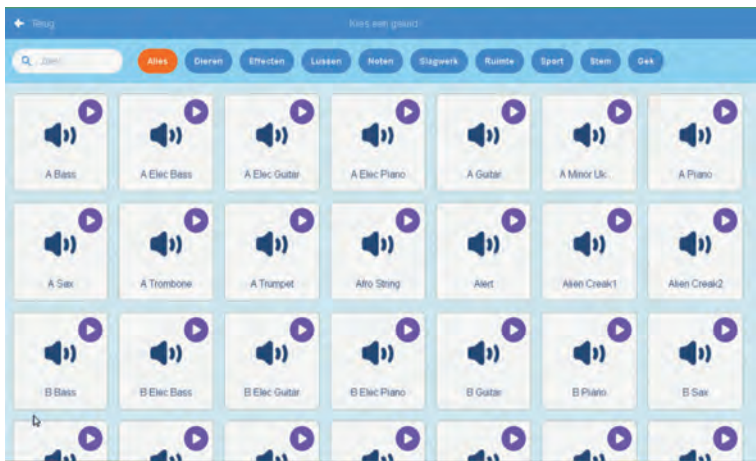 Terug Kies een geluid
Zoek
Alles Dieren Effecten Lussen Noten Slagwerk Ruimte Sport Stem Gek
A Bass A Elec Bass A Elec Guitar A Elec Piano A Guitar A Minor Uk... A Piano
A Sax A Trombone A Trumpet Afro String Alert Alien Creak1 Alien Creak2
B Bass B Elec Bass B Elec Guitar B Elec Piano B Guitar B Piano B Sax